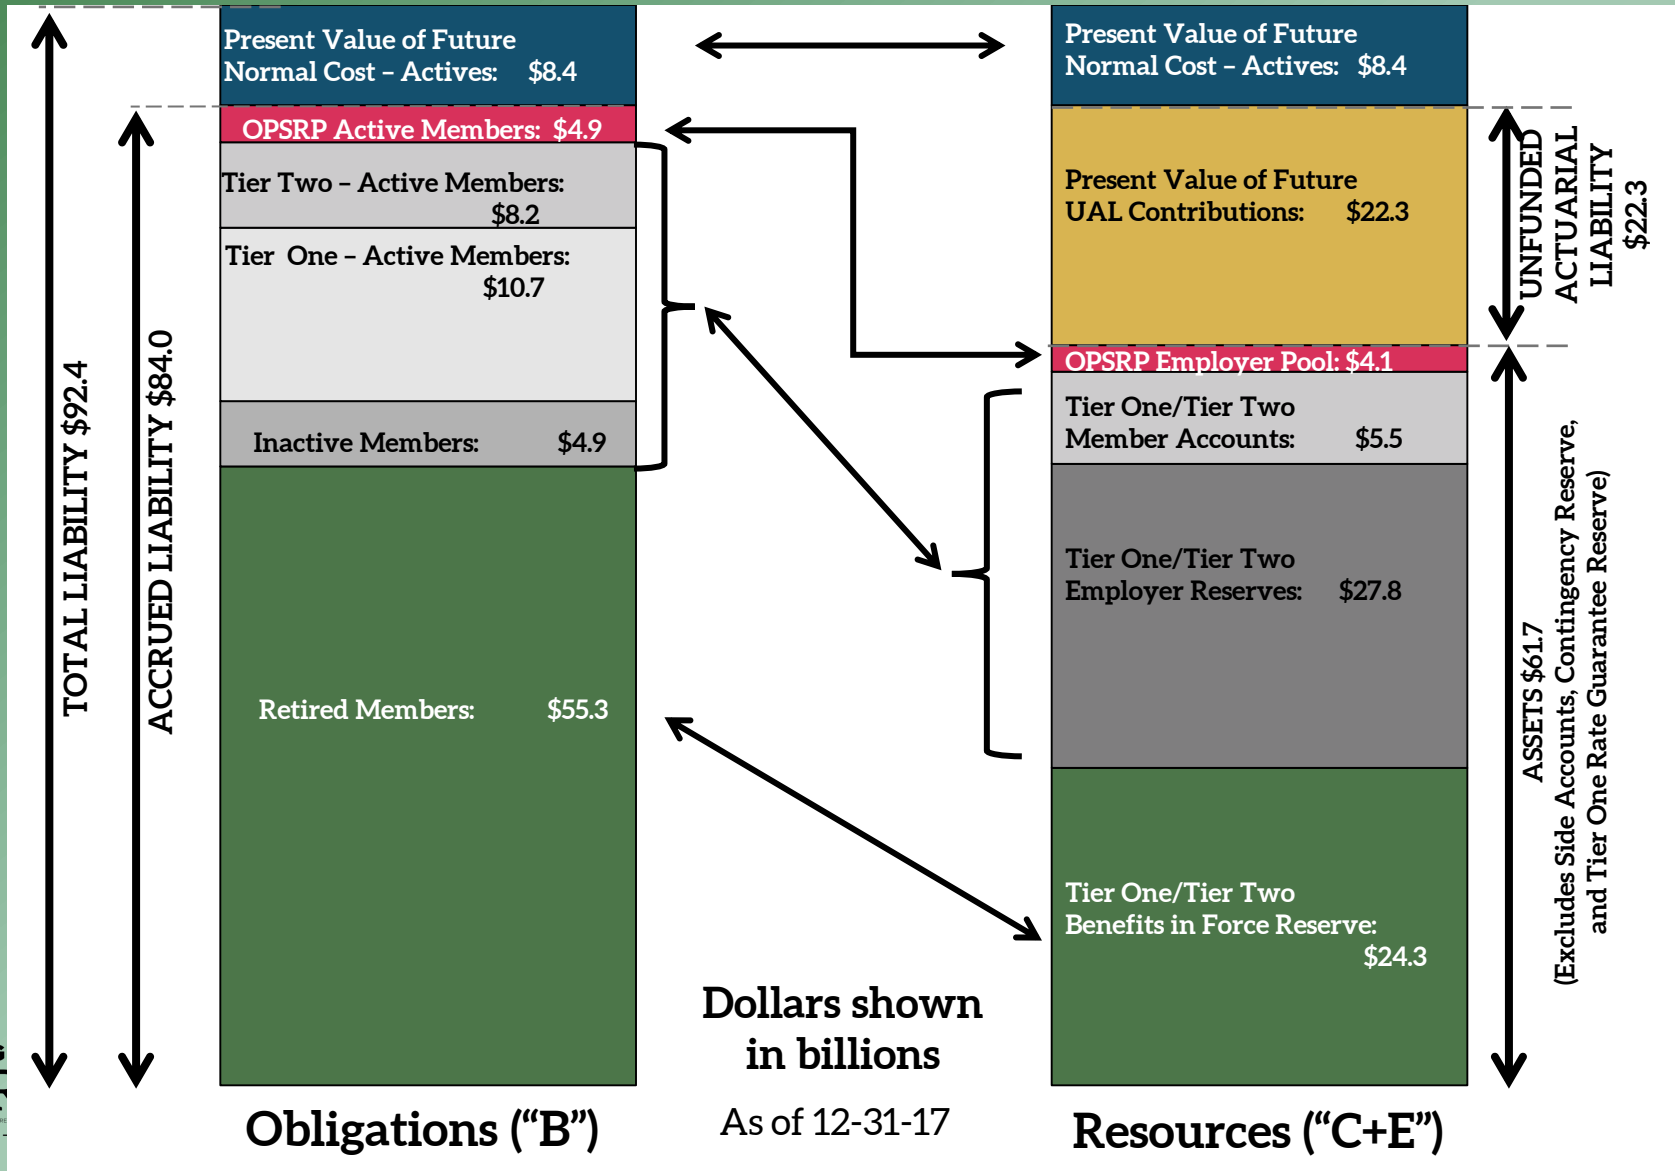 TOTAL LIABILITY $92.4
ACCRUED LIABILITY $84.0
Present Value of Future
Normal Cost – Actives: $8.4
OPSRP Active Members: $4.9
Tier Two – Active Members:
$8.2
Tier One – Active Members:
$10.7
Inactive Members: $4.9
Retired Members: $55.3
Obligations (“B”)
Dollars shown
in billions
As of 12-31-17
Present Value of Future
Normal Cost – Actives: $8.4
Present Value of Future
UAL Contributions: $22.3
OPSRP Employer Pool: $4.1
Tier One/Tier Two
Member Accounts: $5.5
Tier One/Tier Two
Employer Reserves: $27.8
Tier One/Tier Two
Benefits in Force Reserve:
$24.3
Resources (“C+E”)
UNFUNDED
ACTUARIAL
LIABILITY
$22.3
ASSETS $61.7
(Excludes Side Accounts, Contingency Reserve,
and Tier One Rate Guarantee Reserve)